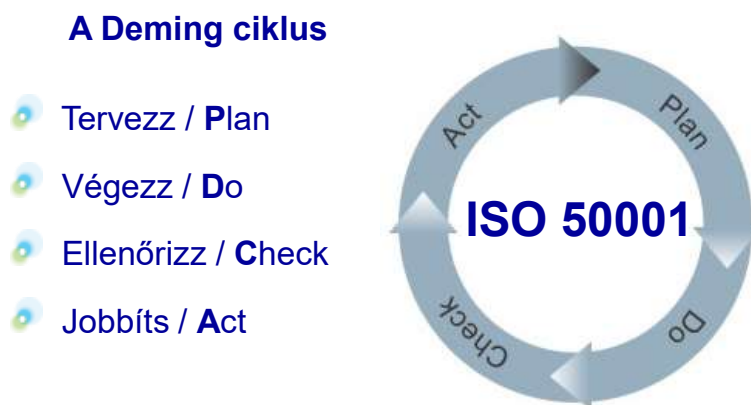 A Deming ciklus
Tervezz / Plan
Végezz / Do
Ellenőrizz / Check
Jobbíts / Act
Act
Plan
ISO 50001
Check
Do